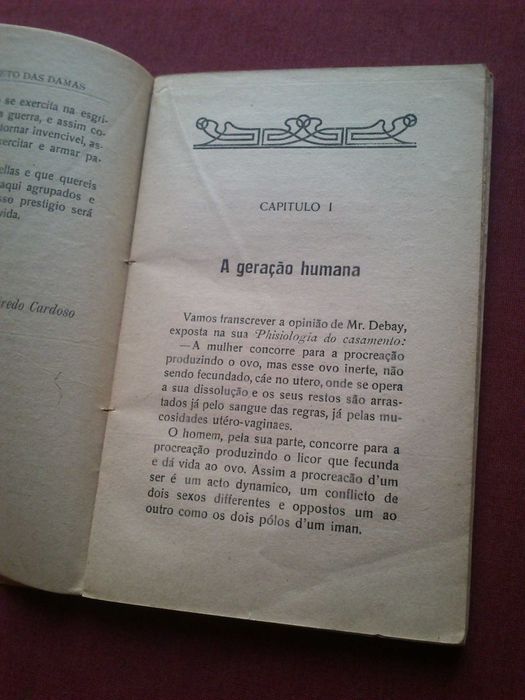 ETO DAS DAMAS
se exercita na esgri-
a guerra, e assim co-
tornar invencivel, as-
xercitar e armar pa-
ellas e que quereis
aqui agrupados e
sso prestigio será
vida.
redo Cardoso
CAPITULO I
A geração humana
Vamos transcrever a opinião de Mr. Debay,
exposta na sua Phisiologia do casamento:
—A mulher concorre para a procreação
produzindo o ovo, mas esse ovo inerte, não
sendo fecundado, cáe no utero, onde se opera
a sua dissolução e os seus restos são arras-
tados já pelo sangue das regras, já pelas mu-
cosidades utéro-vaginaes.
O homem, pela sua parte, concorre para a
procreação produzindo o licor que fecunda
e dá vida ao ovo. Assim a procreacão d'um
ser é um acto dynamico, um conflicto de
dois sexos differentes e oppostos um ao
outro como os dois pólos d'um iman.